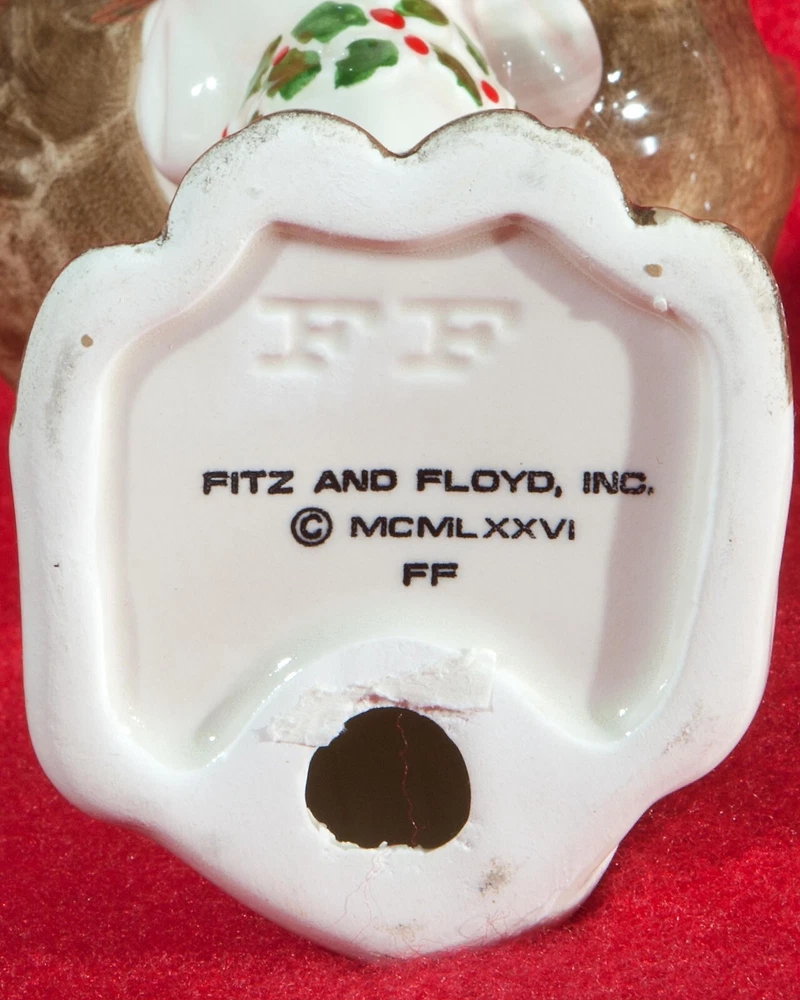 FF
FITZ AND FLOYD, INC.
© MCMLXXVI
FF